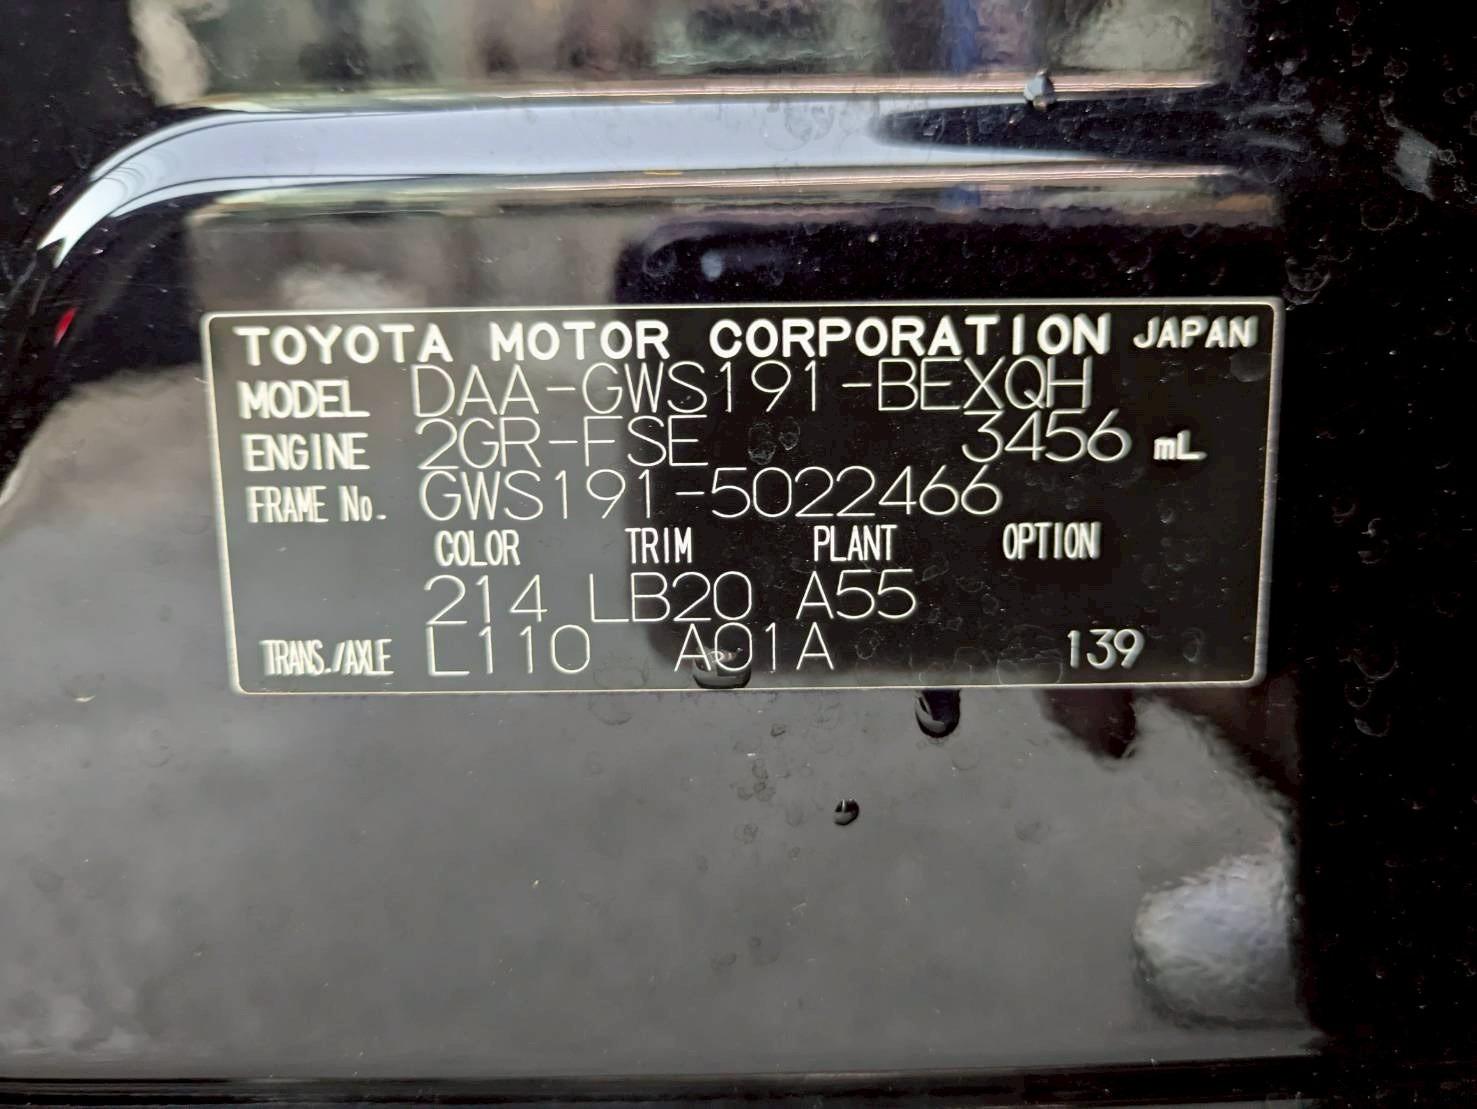 TOYOTA MOTOR CORPORATION JAPAN
MODEL DAA-GWS191-BEXQH
ENGINE 2GR-FSE 3456 mL
FRAME No. GWS191-5022466
COLOR TRIM PLANT OPTION
214 LB20 A55
TRANS./AXLE L110 A01A 139